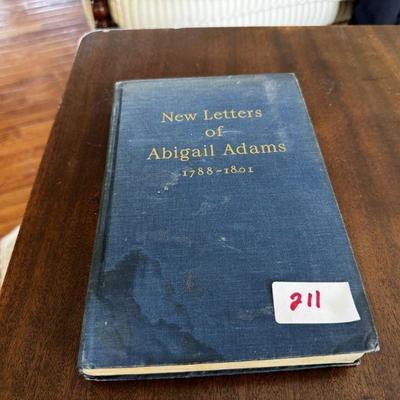 New Letters
of
Abigail Adams
1788-1801
211